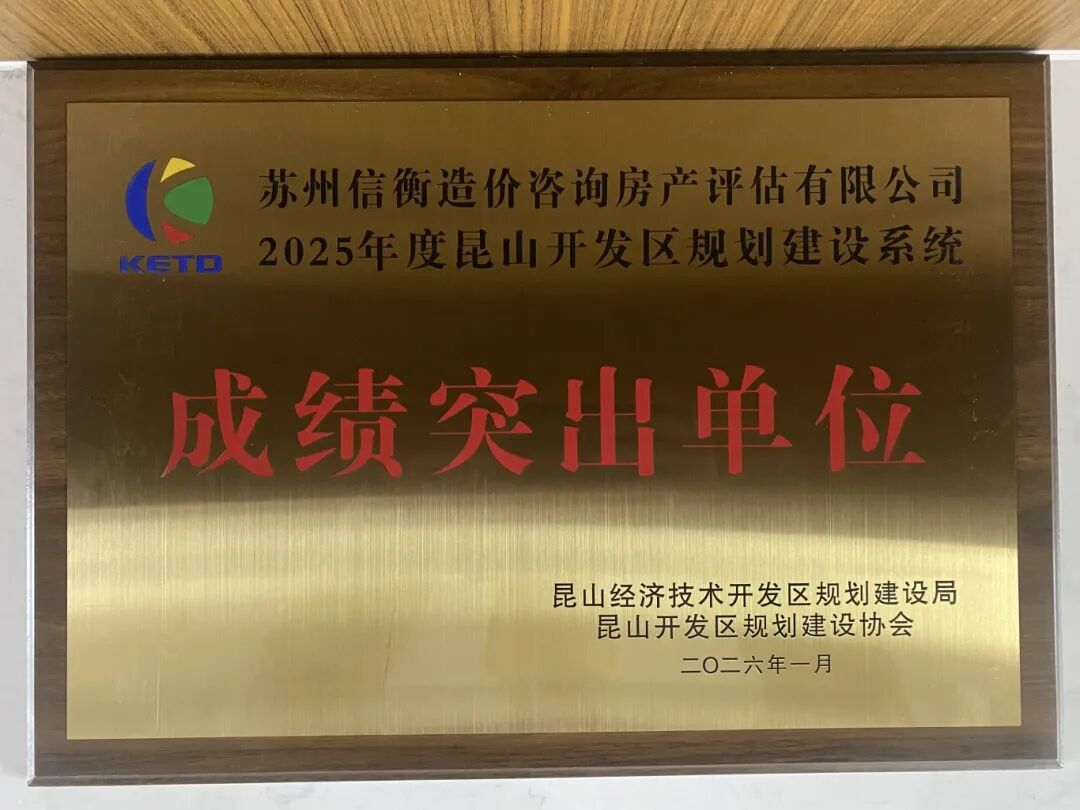 苏州信衡造价咨询房产评估有限公司
KETD
2025年度昆山开发区规划建设系统
成绩突出单位
昆山经济技术开发区规划建设局
昆山开发区规划建设协会
二〇二六年一月